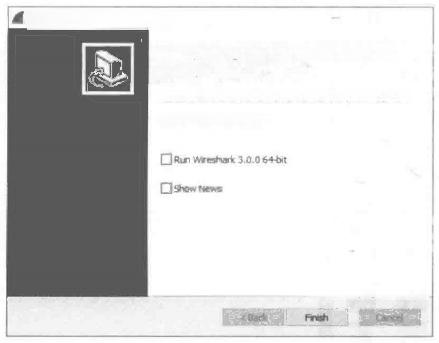 Run Wireshark 3.0.0 64-bit
Show News
< Back
Finish
Cancel